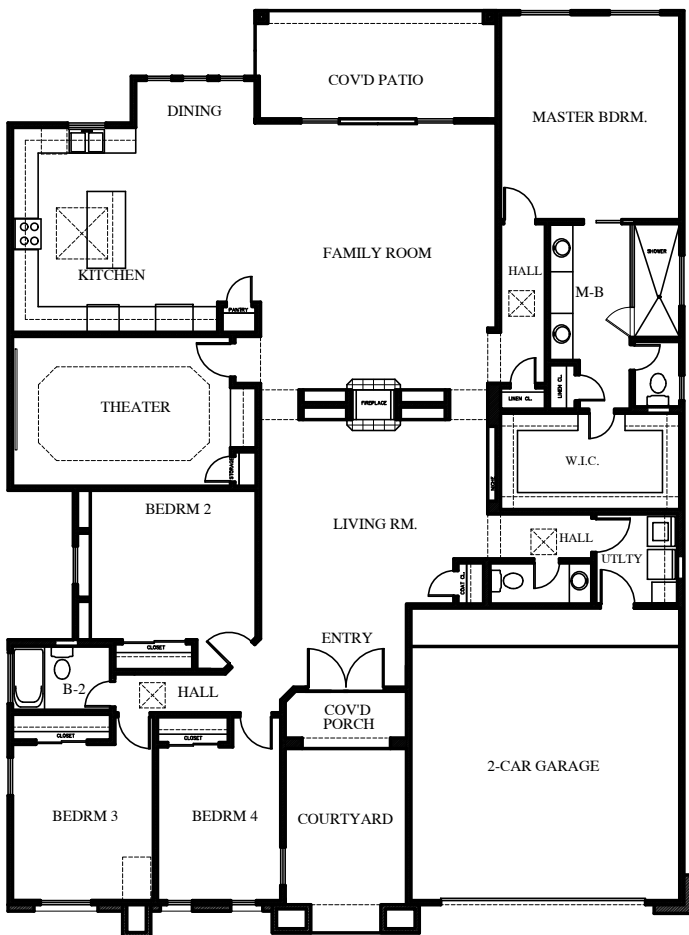 COV'D PATIO
DINING
MASTER BDRM.
FAMILY ROOM
SHOWER
HALL
KITCHEN
M-B
PANTRY
THEATER
FIREPLACE
LINEN CL.
LINEN CL.
STORAGE
W.I.C.
NICHE
BEDRM 2
LIVING RM.
HALL
UTLTY
COAT CL.
CLOSET
ENTRY
B-2
HALL
COV'D
PORCH
CLOSET
CLOSET
2-CAR GARAGE
BEDRM 3
BEDRM 4
COURTYARD